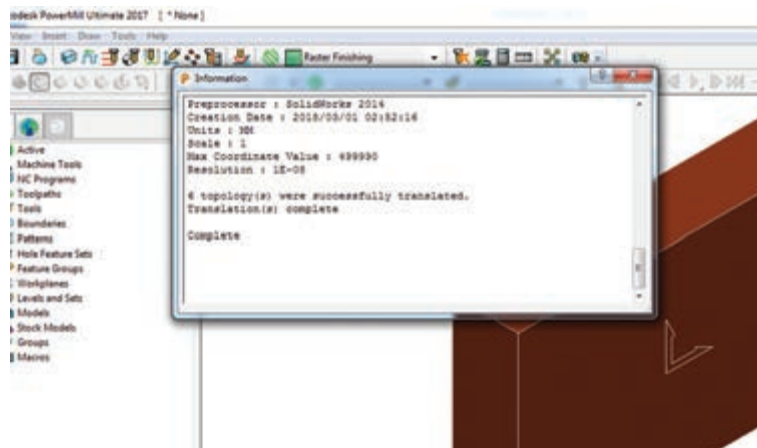 odesk PowerMill Ultimate 2017 [ * None ]
View Insert Draw Tools Help
Raster Finishing
Information
Preprocessor : SolidWorks 2014
Creation Date : 2018/03/01 02:52:16
Units : MM
Scale : 1
Max Coordinate Value : 499990
Resolution : 1E-08
6 topology(s) were successfully translated.
Translation(s) complete
Complete
Active
Machine Tools
NC Programs
Toolpaths
Tools
Boundaries
Patterns
Hole Feature Sets
Feature Groups
Workplanes
Levels and Sets
Models
Stock Models
Groups
Macros